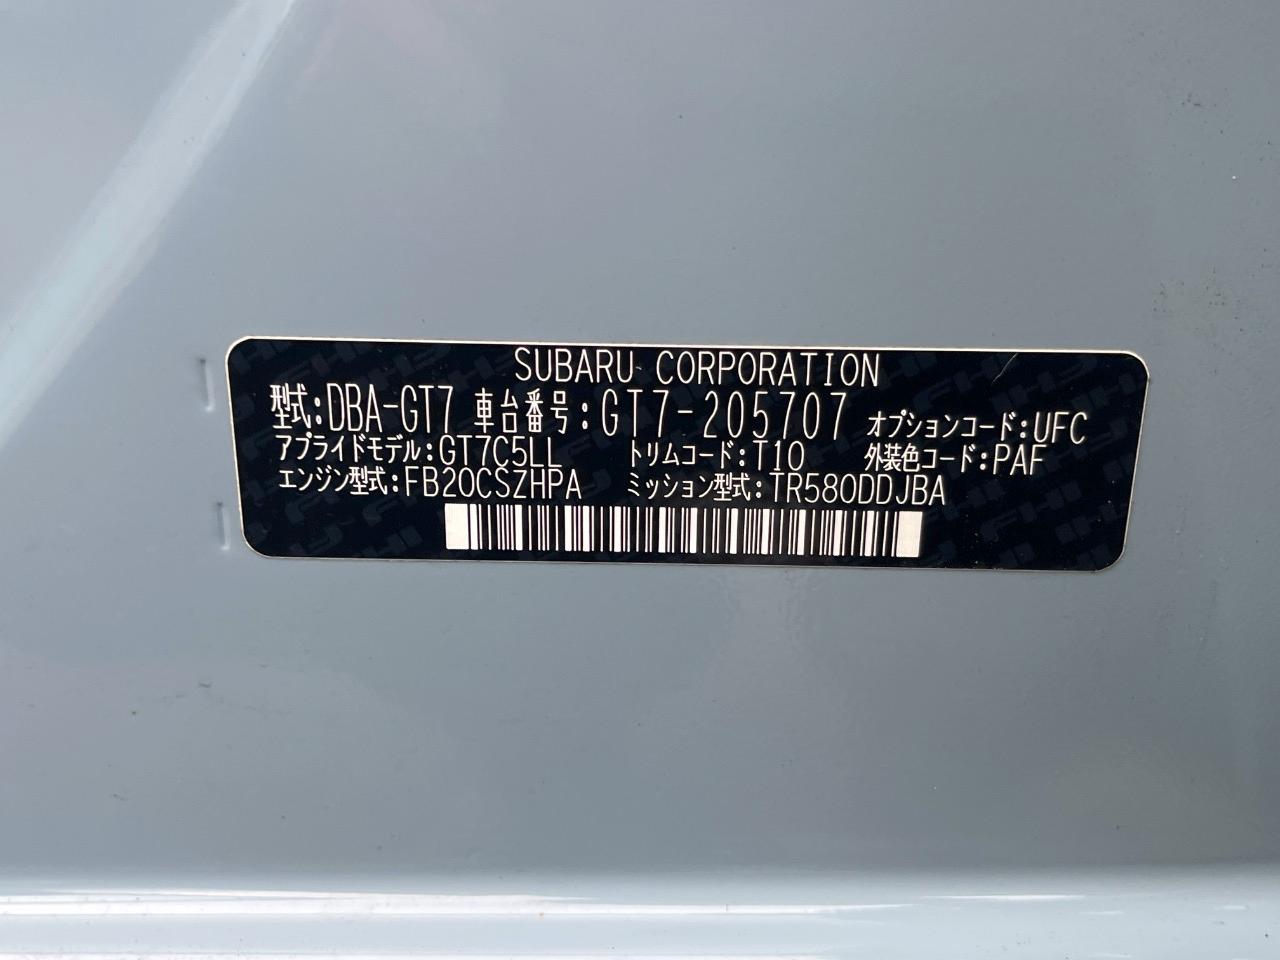 SUBARU CORPORATION
型式:DBA-GT7 車台番号:GT7-205707 オプションコード:UFC
アプライドモデル:GT7C5LL トリムコード:T10 外装色コード:PAF
エンジン型式:FB20CSZHPA ミッション型式:TR580DDJBA